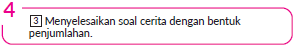 4
3 Menyelesaikan soal cerita dengan bentuk
penjumlahan.